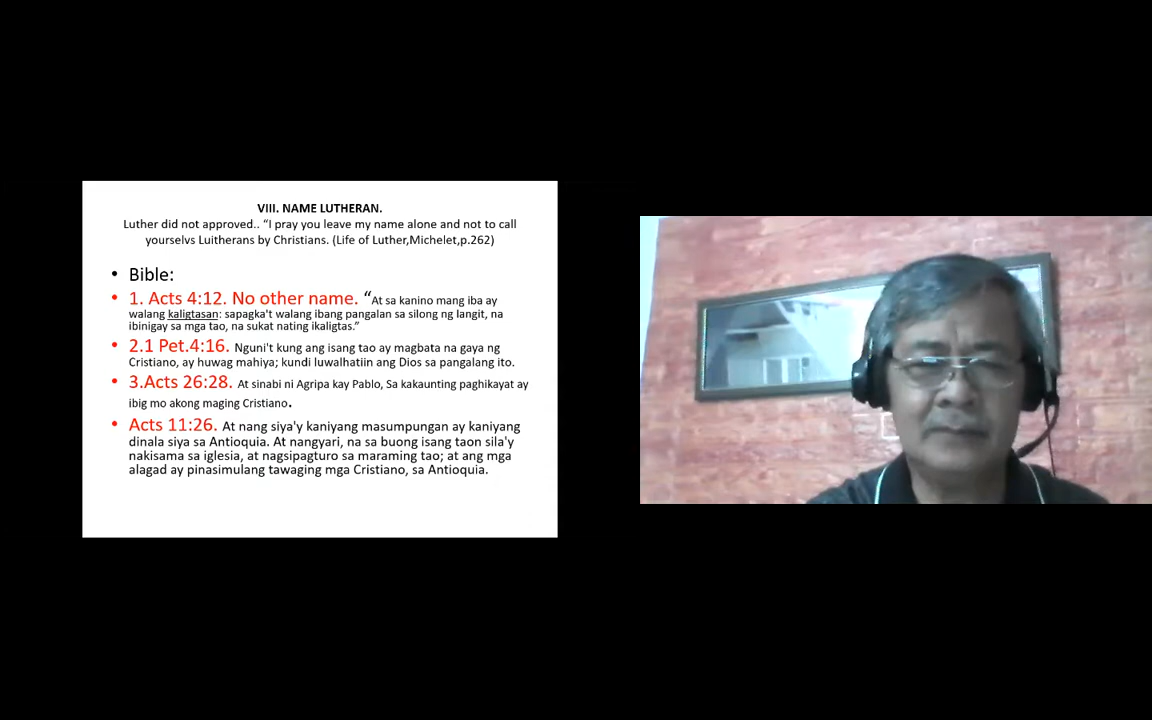 VIII. NAME LUTHERAN.
Luther did not approved.. “I pray you leave my name alone and not to call
yourselvs Luitherans by Christians. (Life of Luther,Michelet,p.262)
• Bible:
• 1. Acts 4:12. No other name. “At sa kanino mang iba ay
walang kaligtasan: sapagka't walang ibang pangalan sa silong ng langit, na
ibinigay sa mga tao, na sukat nating ikaligtas.”
• 2.1 Pet.4:16. Nguni't kung ang isang tao ay magbata na gaya ng
Cristiano, ay huwag mahiya; kundi luwalhatiin ang Dios sa pangalang ito.
• 3.Acts 26:28. At sinabi ni Agripa kay Pablo, Sa kakaunting paghikayat ay
ibig mo akong maging Cristiano.
• Acts 11:26. At nang siya'y kaniyang masumpungan ay kaniyang
dinala siya sa Antioquia. At nangyari, na sa buong isang taon sila'y
nakisama sa iglesia, at nagsipagturo sa maraming tao; at ang mga
alagad ay pinasimulang tawaging mga Cristiano, sa Antioquia.